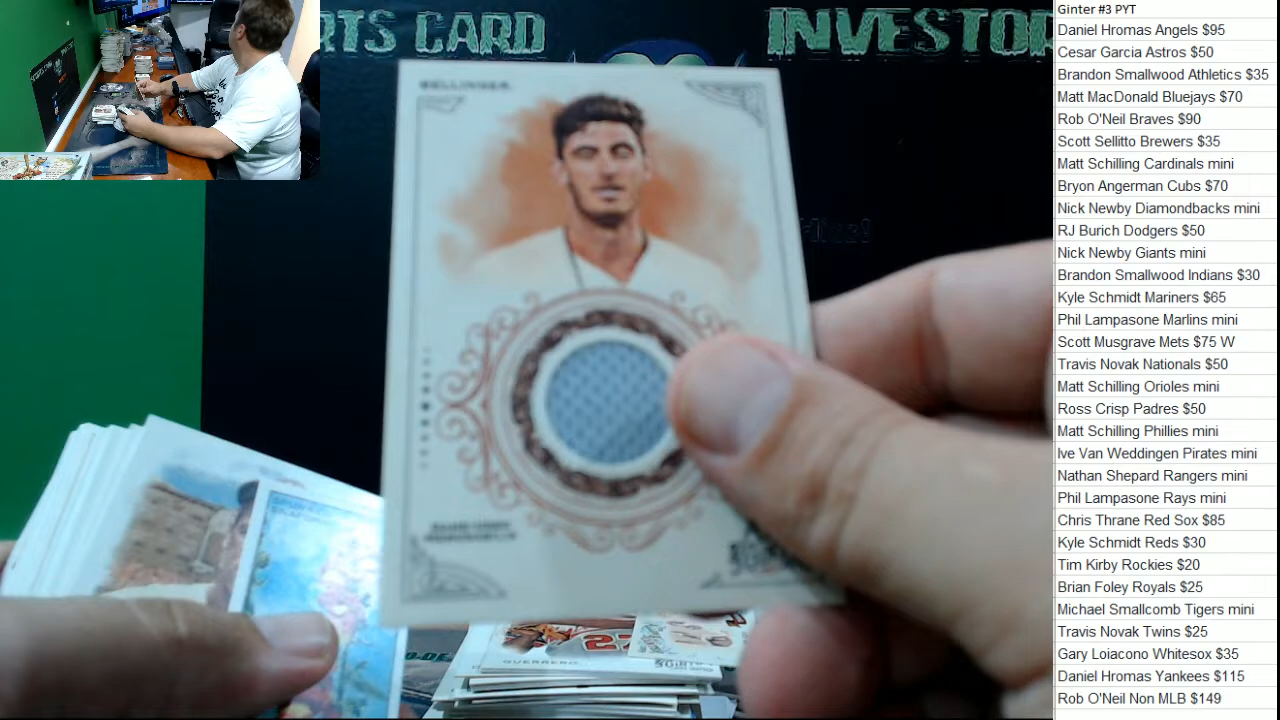 RTS CARD
INVESTOR
BELLINGER
GUERRERO
Ginter #3 PYT
Daniel Hromas Angels $95
Cesar Garcia Astros $50
Brandon Smallwood Athletics $35
Matt MacDonald Bluejays $70
Rob O'Neil Braves $90
Scott Sellitto Brewers $35
Matt Schilling Cardinals mini
Bryon Angerman Cubs $70
Nick Newby Diamondbacks mini
RJ Burich Dodgers $50
Nick Newby Giants mini
Brandon Smallwood Indians $30
Kyle Schmidt Mariners $65
Phil Lampasone Marlins mini
Scott Musgrave Mets $75 W
Travis Novak Nationals $50
Matt Schilling Orioles mini
Ross Crisp Padres $50
Matt Schilling Phillies mini
Ive Van Weddingen Pirates mini
Nathan Shepard Rangers mini
Phil Lampasone Rays mini
Chris Thrane Red Sox $85
Kyle Schmidt Reds $30
Tim Kirby Rockies $20
Brian Foley Royals $25
Michael Smallcomb Tigers mini
Travis Novak Twins $25
Gary Loiacono Whitesox $35
Daniel Hromas Yankees $115
Rob O'Neil Non MLB $149